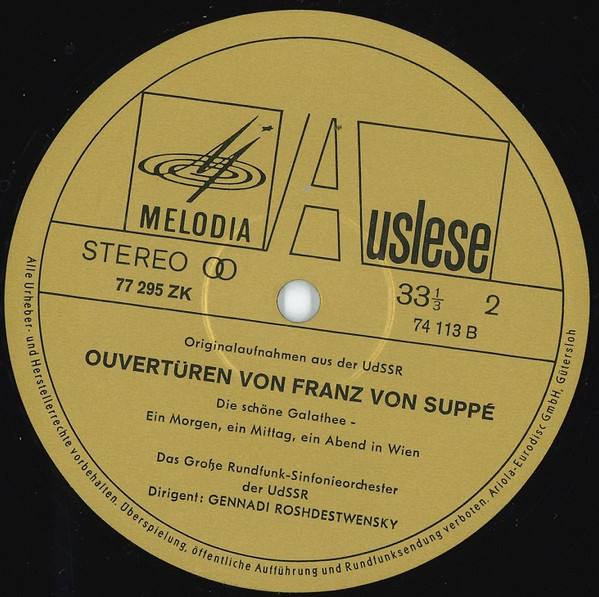 MELODIA
Auslese
STEREO
77 295 ZK
33 1/3
2
74 113 B
Originalaufnahmen aus der UdSSR
OUVERTÜREN VON FRANZ VON SUPPÉ
Die schöne Galathee -
Ein Morgen, ein Mittag, ein Abend in Wien
Das Große Rundfunk-Sinfonieorchester
der UdSSR
Dirigent: GENNADI ROSHDESTWENSKY
Alle Urheber- und Herstellerrechte vorbehalten. Überspielung, öffentliche Aufführung und Rundfunksendung verboten. Ariola-Eurodisc GmbH, Gütersloh